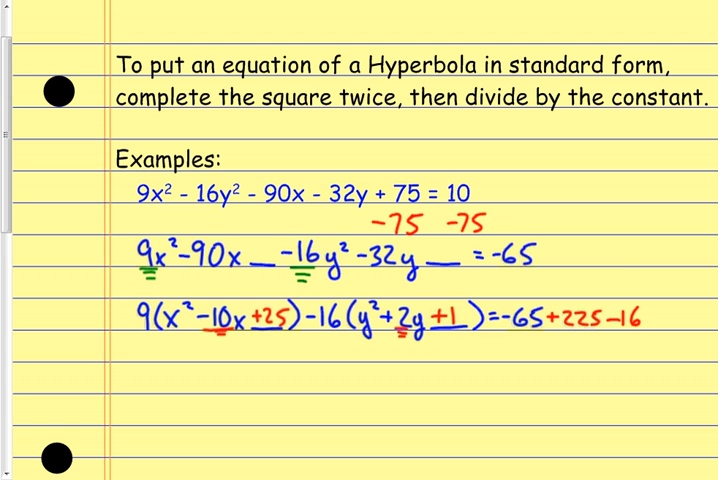 To put an equation of a Hyperbola in standard form,
complete the square twice, then divide by the constant.
Examples:
9x² - 16y² - 90x - 32y + 75 = 10
-75 -75
9x²-90x __ -16y²-32y __ = -65
9(x²-10x+25)-16(y²+2y+1)=-65+225-16